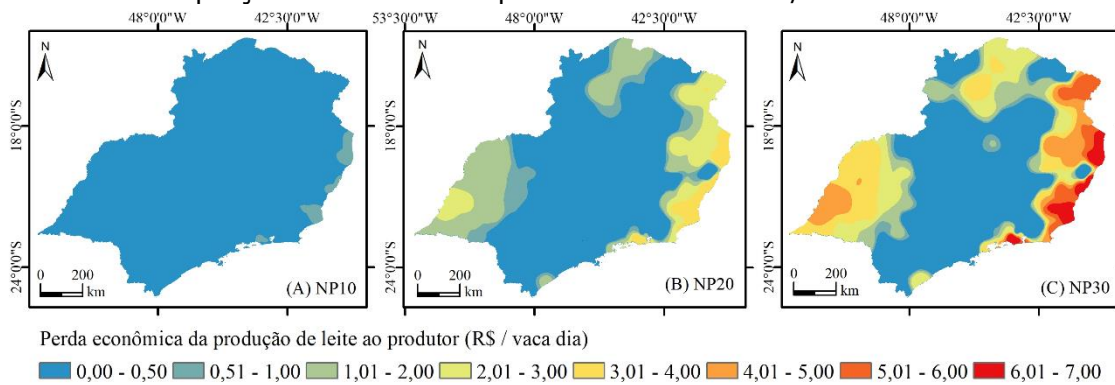 48°0'0"W 42°30'0"W 53°30'0"W 48°0'0"W 42°30'0"W 48°0'0"W 42°30'0"W
N N N
18°0'0"S 18°0'0"S 18°0'0"S
24°0'0"S 24°0'0"S 24°0'0"S
0 200 0 200 0 200
km (A) NP10 km (B) NP20 km (C) NP30
Perda econômica da produção de leite ao produtor (R$ / vaca dia)
0,00 - 0,50 0,51 - 1,00 1,01 - 2,00 2,01 - 3,00 3,01 - 4,00 4,01 - 5,00 5,01 - 6,00 6,01 - 7,00